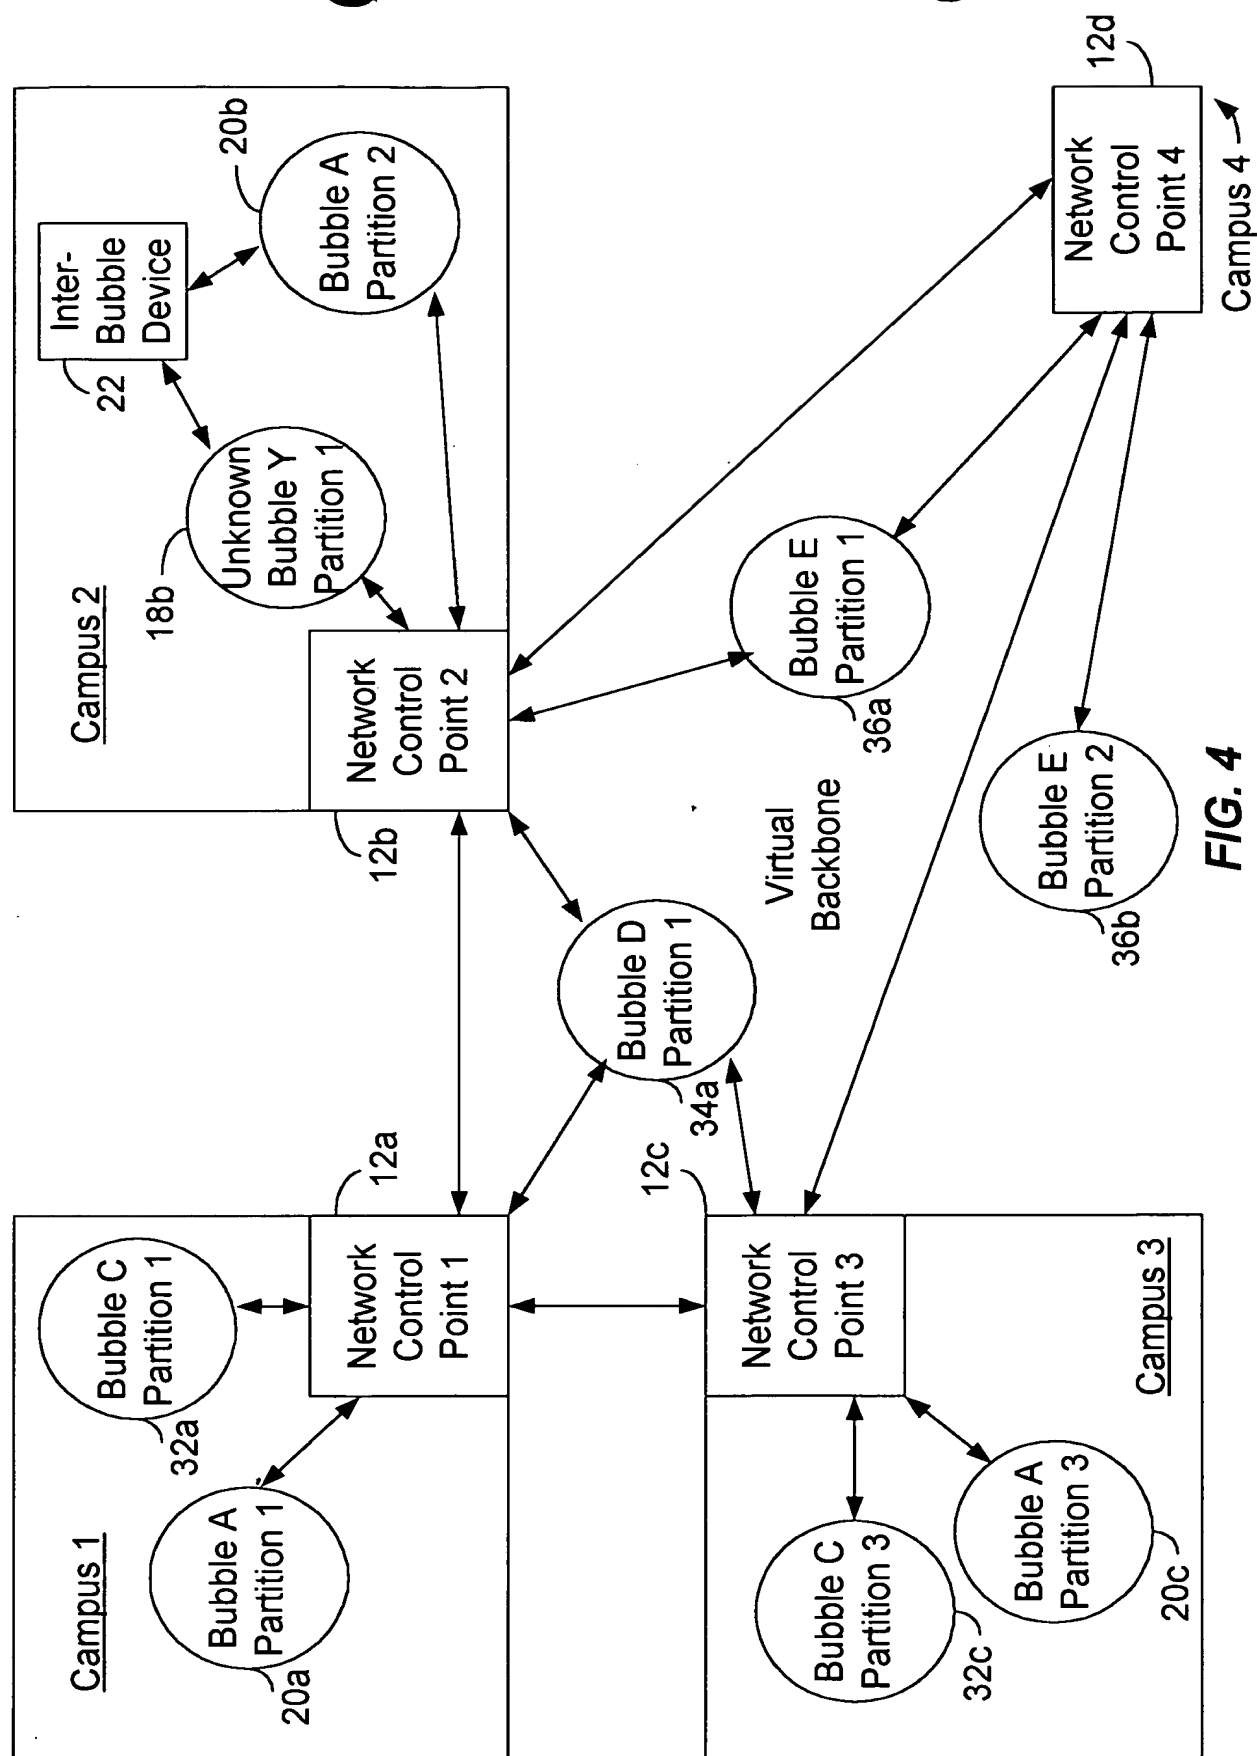 Campus 1
Bubble A
Partition 1
20a
Bubble C
Partition 1
32a
Network
Control
Point 1
12a
Campus 2
Network
Control
Point 2
12b
Unknown
Bubble Y
Partition 1
18b
Inter-
Bubble
Device
22
Bubble A
Partition 2
20b
Bubble D
Partition 1
34a
Virtual
Backbone
Bubble E
Partition 1
36a
Bubble C
Partition 3
32c
Bubble A
Partition 3
20c
Network
Control
Point 3
12c
Campus 3
Bubble E
Partition 2
36b
Network
Control
Point 4
12d
Campus 4
FIG. 4